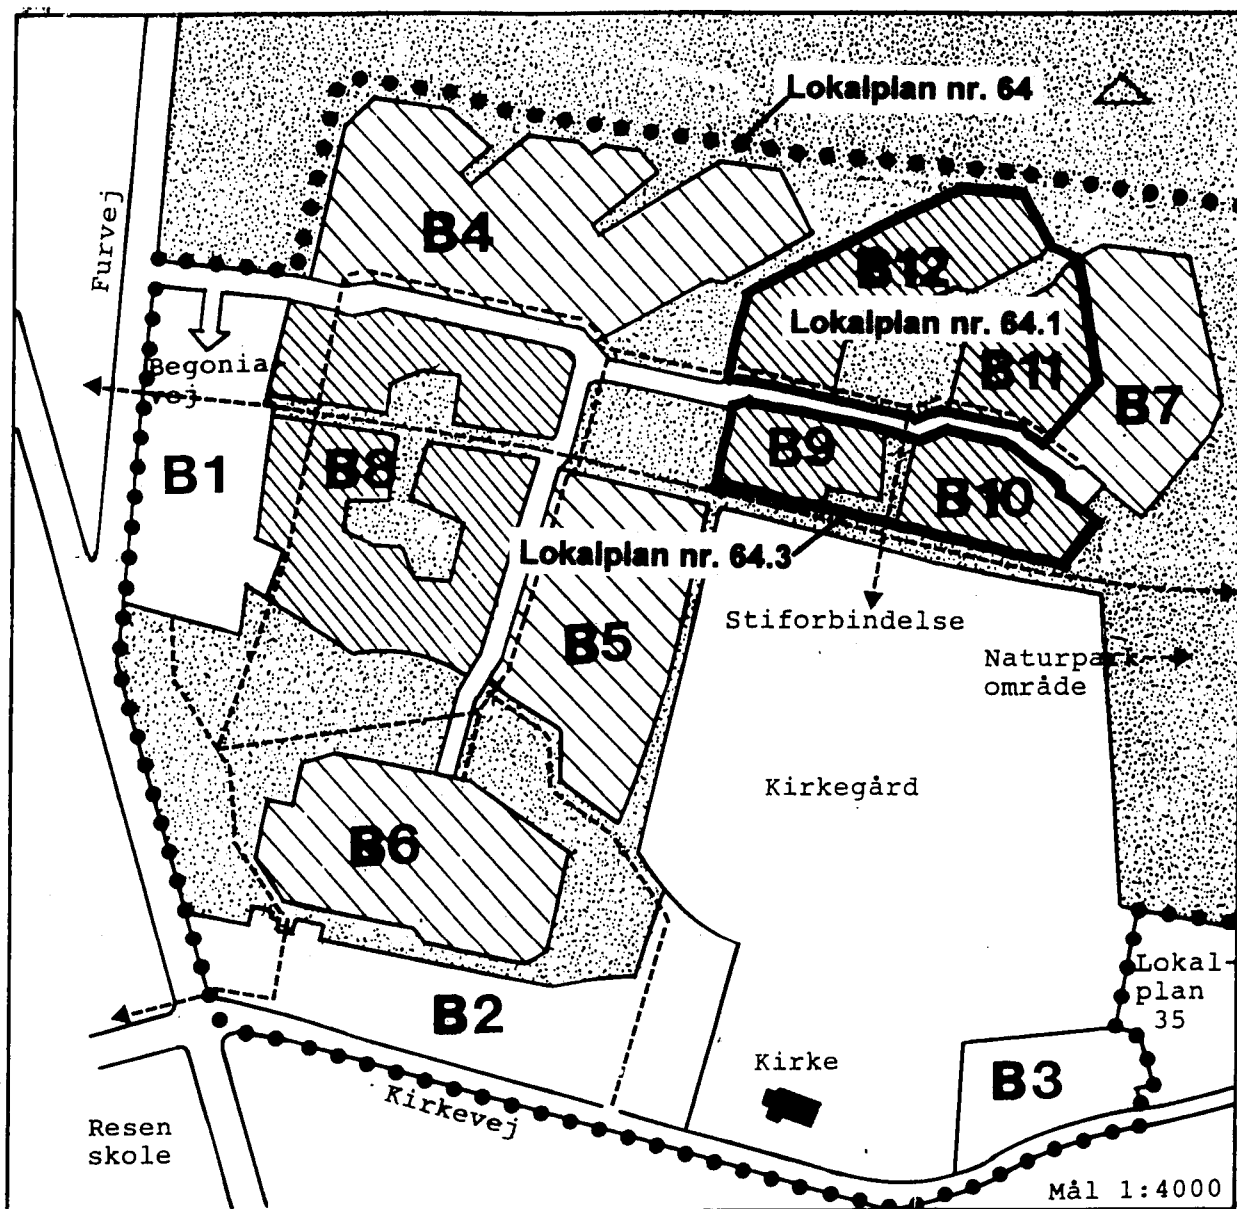 Lokalplan nr. 64
Furvej
B4
B12
Lokalplan nr. 64.1
Begonia-
vej
B11
B7
B1
B8
B9
B10
Lokalplan nr. 64.3
Stiforbindelse
B5
Naturpark-
område
Kirkegård
B6
Lokal-
plan
35
B2
Kirke
B3
Kirkevej
Resen
skole
Mål 1:4000